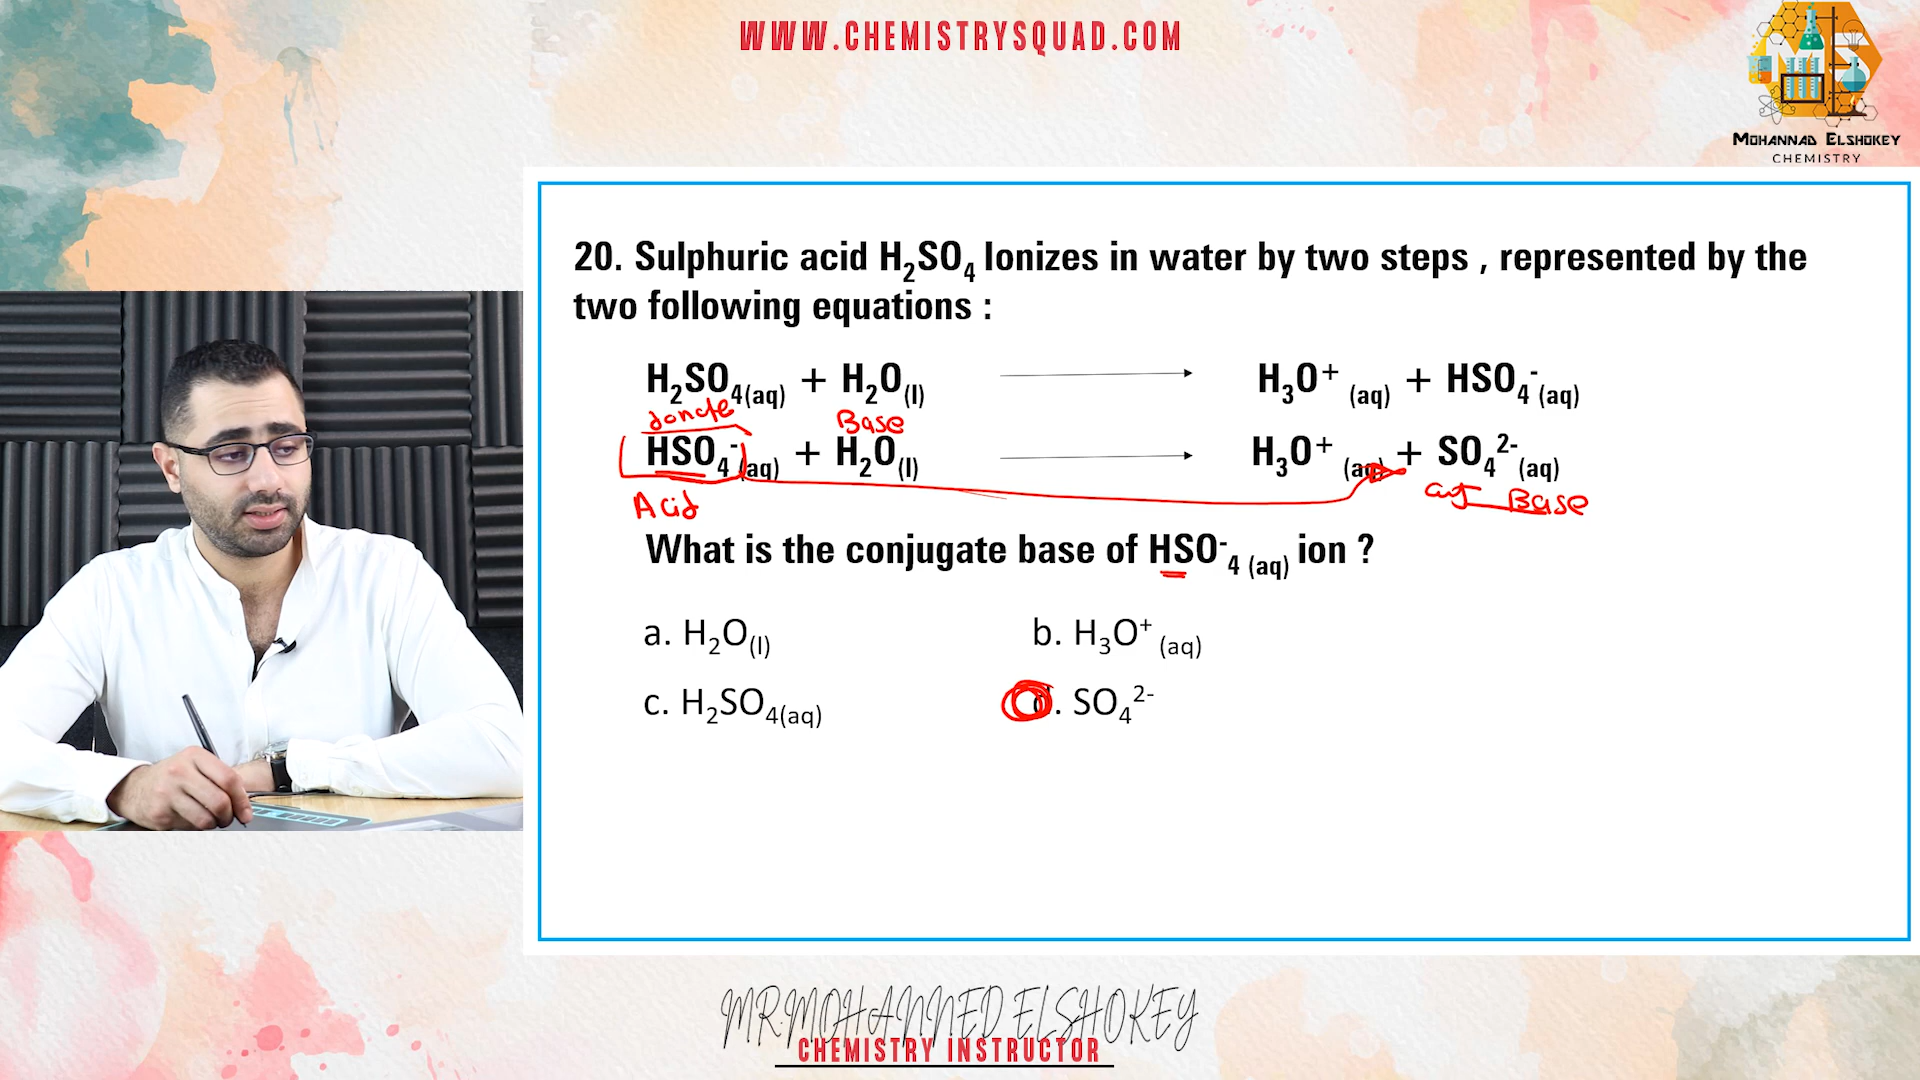 WWW.CHEMISTRYSQUAD.COM
MS
MOHANNAD ELSHOKEY
CHEMISTRY
20. Sulphuric acid H₂SO₄ Ionizes in water by two steps , represented by the
two following equations :
H₂SO₄(aq) + H₂O(l) ⟶ H₃O⁺ (aq) + HSO₄⁻(aq)
donate Base
HSO₄⁻(aq) + H₂O(l) ⟶ H₃O⁺ (aq) + SO₄²⁻(aq)
Acid Base
What is the conjugate base of HSO⁻₄ (aq) ion ?
a. H₂O(l) b. H₃O⁺ (aq)
c. H₂SO₄(aq) d. SO₄²⁻
MR.MOHANNED ELSHOKEY
CHEMISTRY INSTRUCTOR